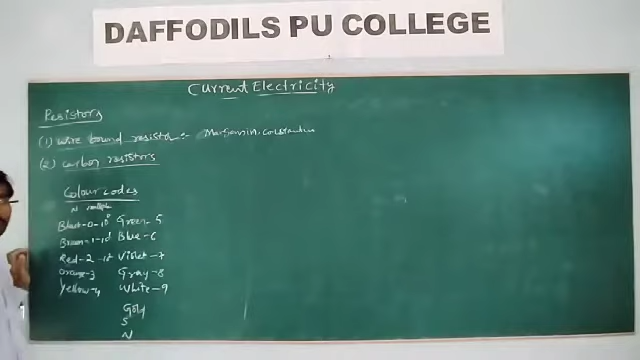 DAFFODILS PU COLLEGE
Current Electricity
Resistors
(1) wire bound resistor :-
(2) carbon resistors
Colour codes
N multiple
Black-0-10⁰ Green-5
Brown-1-10¹ Blue-6
Red-2-10² Violet-7
Orange-3 Gray-8
Yellow-4 White-9
Gold
S
N